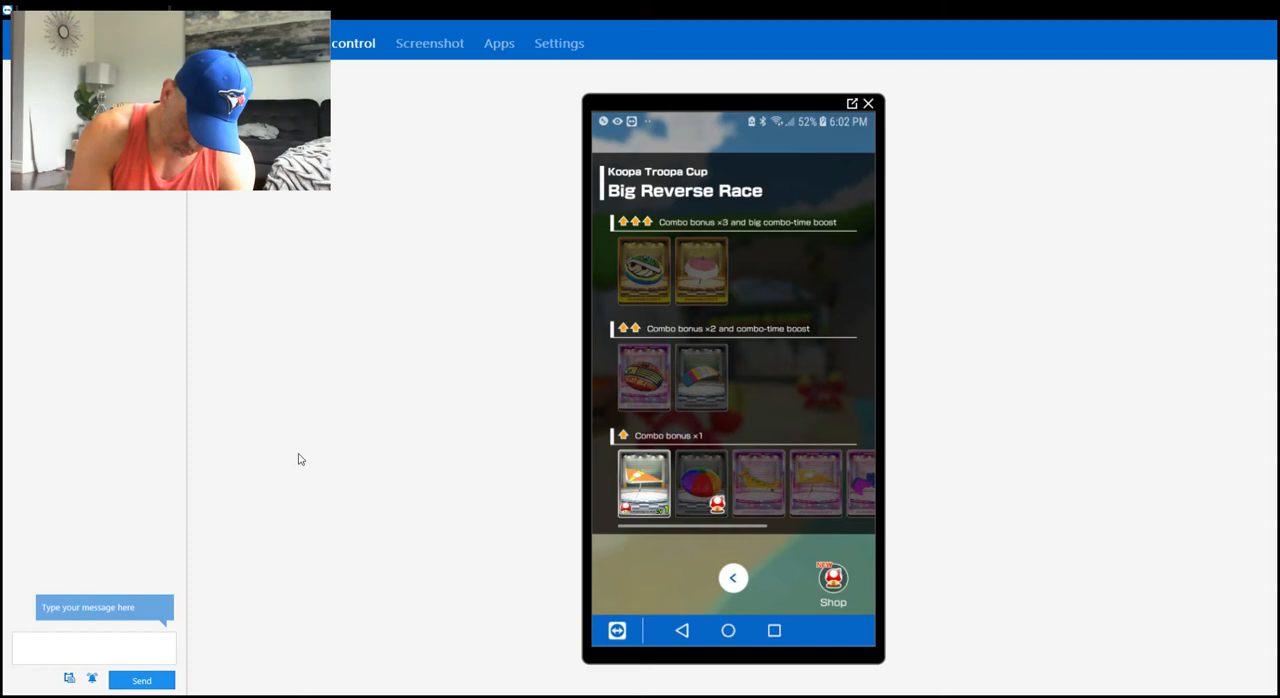 control Screenshot Apps Settings
52% 6:02 PM
Koopa Troopa Cup
Big Reverse Race
Combo bonus ×3 and big combo-time boost
Combo bonus ×2 and combo-time boost
Combo bonus ×1
NEW
Shop
Type your message here
Send